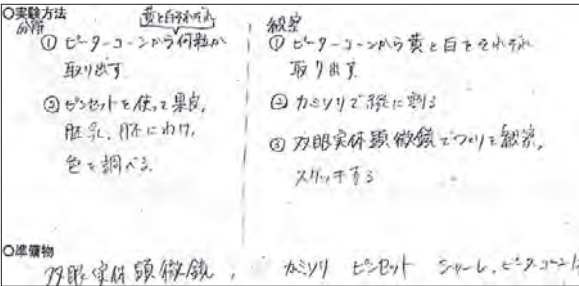 ○実験方法
分解
黄と白それぞれ
① ピーターコーンから何粒か
取り出す
② ピンセットを使って果皮,
胚乳, 胚にわけ,
色を調べる.
観察
① ピーターコーンから黄と白をそれぞれ
取り出す
② カミソリで縦に割る
③ 双眼実体顕微鏡でつくりを観察,
スケッチする
○準備物
双眼実体顕微鏡, カミソリ ピンセット シャーレ, ピーターコーン